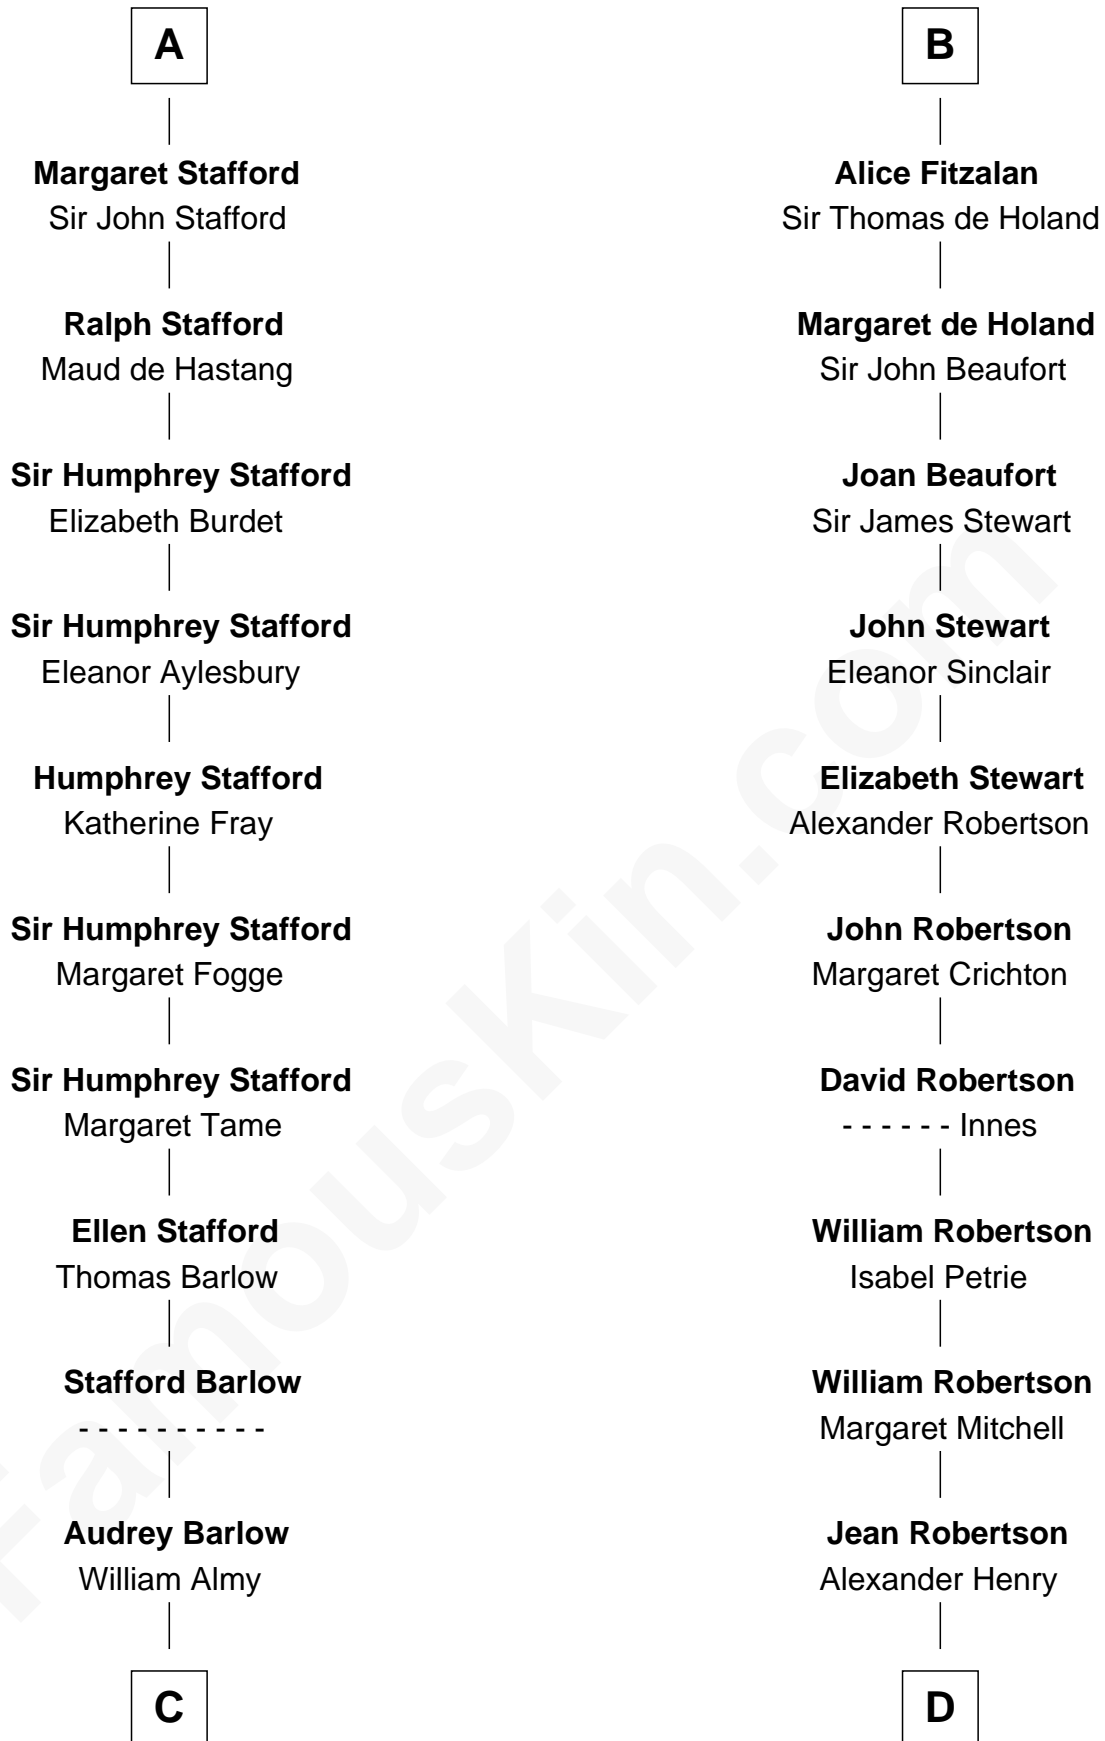 A
Margaret Stafford
Sir John Stafford
Ralph Stafford
Maud de Hastang
Sir Humphrey Stafford
Elizabeth Burdet
Sir Humphrey Stafford
Eleanor Aylesbury
Humphrey Stafford
Katherine Fray
Sir Humphrey Stafford
Margaret Fogge
Sir Humphrey Stafford
Margaret Tame
Ellen Stafford
Thomas Barlow
Stafford Barlow
- - - - - - - - - -
Audrey Barlow
William Almy
C
B
Alice Fitzalan
Sir Thomas de Holand
Margaret de Holand
Sir John Beaufort
Joan Beaufort
Sir James Stewart
John Stewart
Eleanor Sinclair
Elizabeth Stewart
Alexander Robertson
John Robertson
Margaret Crichton
David Robertson
- - - - - - Innes
William Robertson
Isabel Petrie
William Robertson
Margaret Mitchell
Jean Robertson
Alexander Henry
D
FamousKin.com